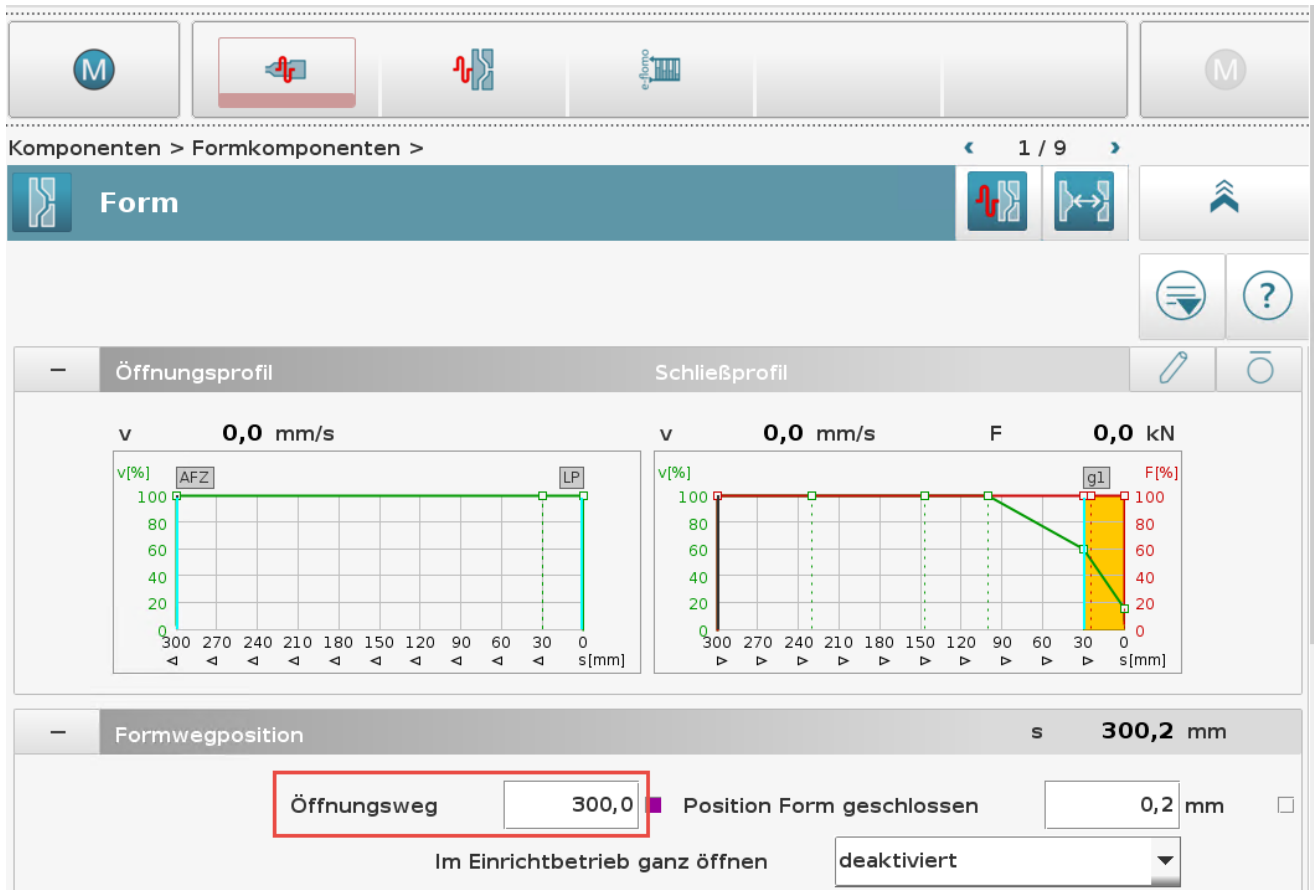 M
e-flomo
M
Komponenten > Formkomponenten >
1 / 9
Form
?
Öffnungsprofil
Schließprofil
v 0,0 mm/s
v 0,0 mm/s F 0,0 kN
v[%] AFZ LP
100
80
60
40
20
0
300 270 240 210 180 150 120 90 60 30 0
s[mm]
v[%] g1 F[%]
100 100
80 80
60 60
40 40
20 20
0 0
300 270 240 210 180 150 120 90 60 30 0
s[mm]
Formwegposition s 300,2 mm
Öffnungsweg 300,0 Position Form geschlossen 0,2 mm
Im Einrichtbetrieb ganz öffnen deaktiviert